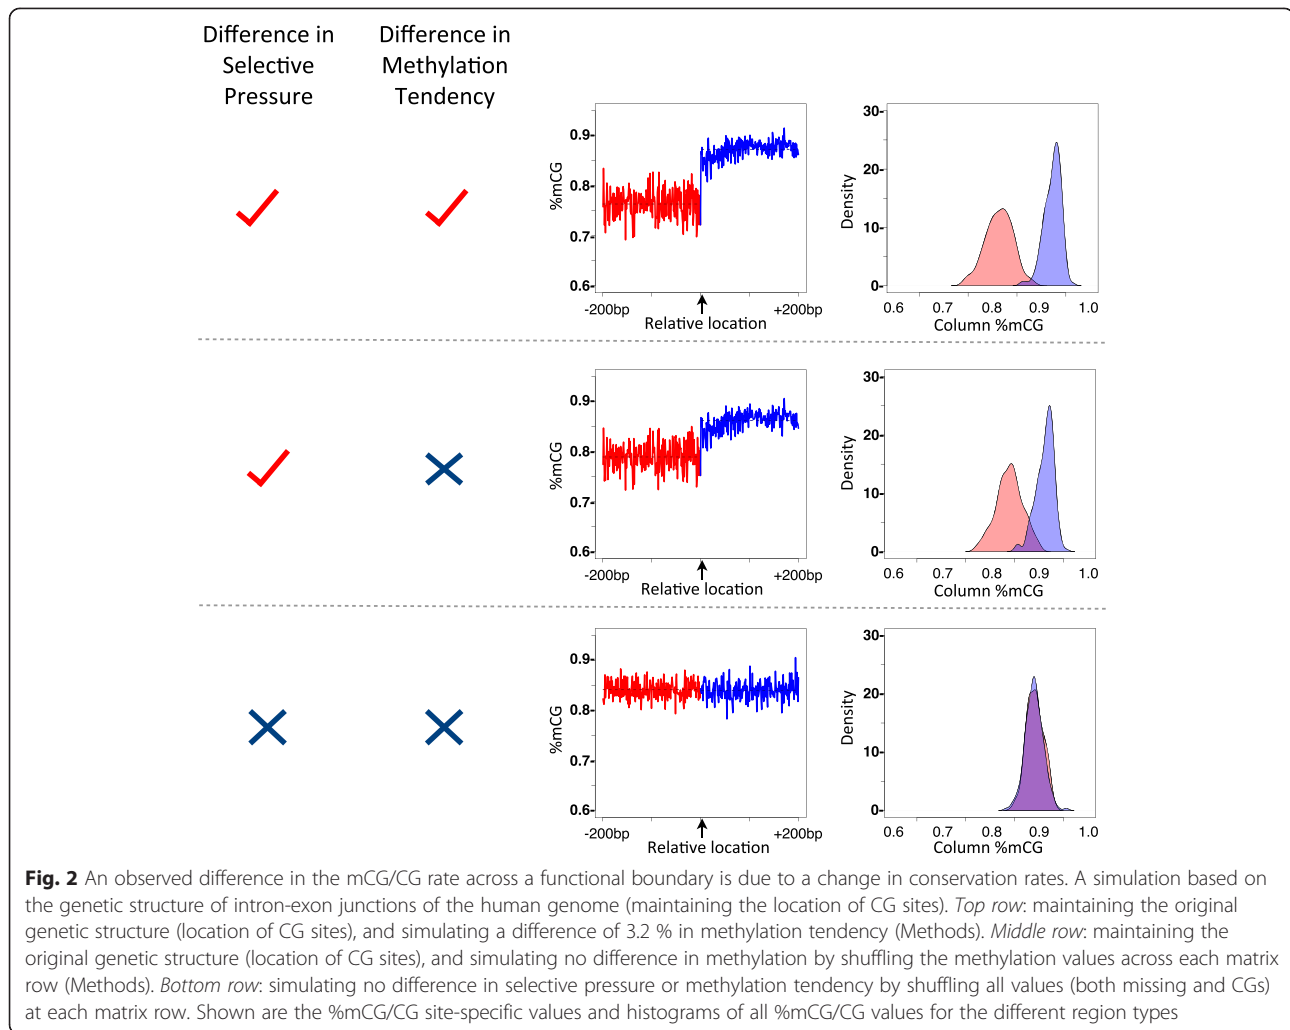 Difference in
Selective
Pressure
Difference in
Methylation
Tendency
0.9
0.8
0.7
0.6
%mCG
-200bp
+200bp
Relative location
30
20
10
0
Density
0.6 0.7 0.8 0.9 1.0
Column %mCG
0.9
0.8
0.7
0.6
%mCG
-200bp
+200bp
Relative location
30
20
10
0
Density
0.6 0.7 0.8 0.9 1.0
Column %mCG
0.9
0.8
0.7
0.6
%mCG
-200bp
+200bp
Relative location
30
20
10
0
Density
0.6 0.7 0.8 0.9 1.0
Column %mCG
Fig. 2 An observed difference in the mCG/CG rate across a functional boundary is due to a change in conservation rates. A simulation based on
the genetic structure of intron-exon junctions of the human genome (maintaining the location of CG sites). Top row: maintaining the original
genetic structure (location of CG sites), and simulating a difference of 3.2 % in methylation tendency (Methods). Middle row: maintaining the
original genetic structure (location of CG sites), and simulating no difference in methylation by shuffling the methylation values across each matrix
row (Methods). Bottom row: simulating no difference in selective pressure or methylation tendency by shuffling all values (both missing and CGs)
at each matrix row. Shown are the %mCG/CG site-specific values and histograms of all %mCG/CG values for the different region types